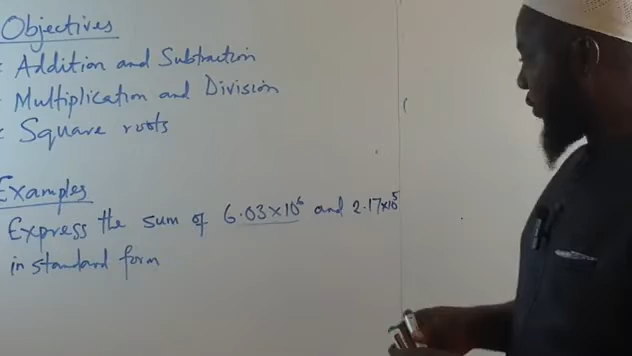 Objectives
Addition and Subtraction
Multiplication and Division
Square roots
Examples
Express the sum of 6.03×10⁶ and 2.17×10⁵
in standard form